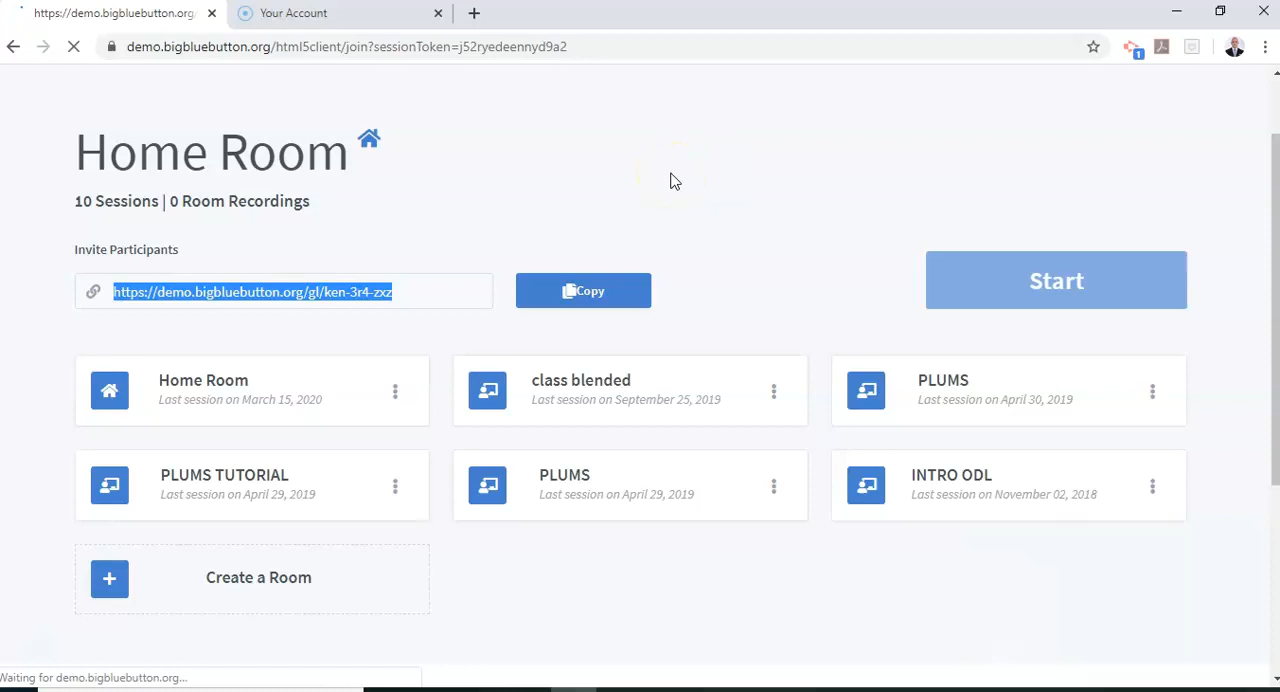 https://demo.bigbluebutton.org
Your Account
demo.bigbluebutton.org/html5client/join?sessionToken=j52ryedeennyd9a2
1
Home Room
10 Sessions | 0 Room Recordings
Invite Participants
https://demo.bigbluebutton.org/gl/ken-3r4-zxz
Copy
Start
Home Room
Last session on March 15, 2020
class blended
Last session on September 25, 2019
PLUMS
Last session on April 30, 2019
PLUMS TUTORIAL
Last session on April 29, 2019
PLUMS
Last session on April 29, 2019
INTRO ODL
Last session on November 02, 2018
Create a Room
Waiting for demo.bigbluebutton.org...